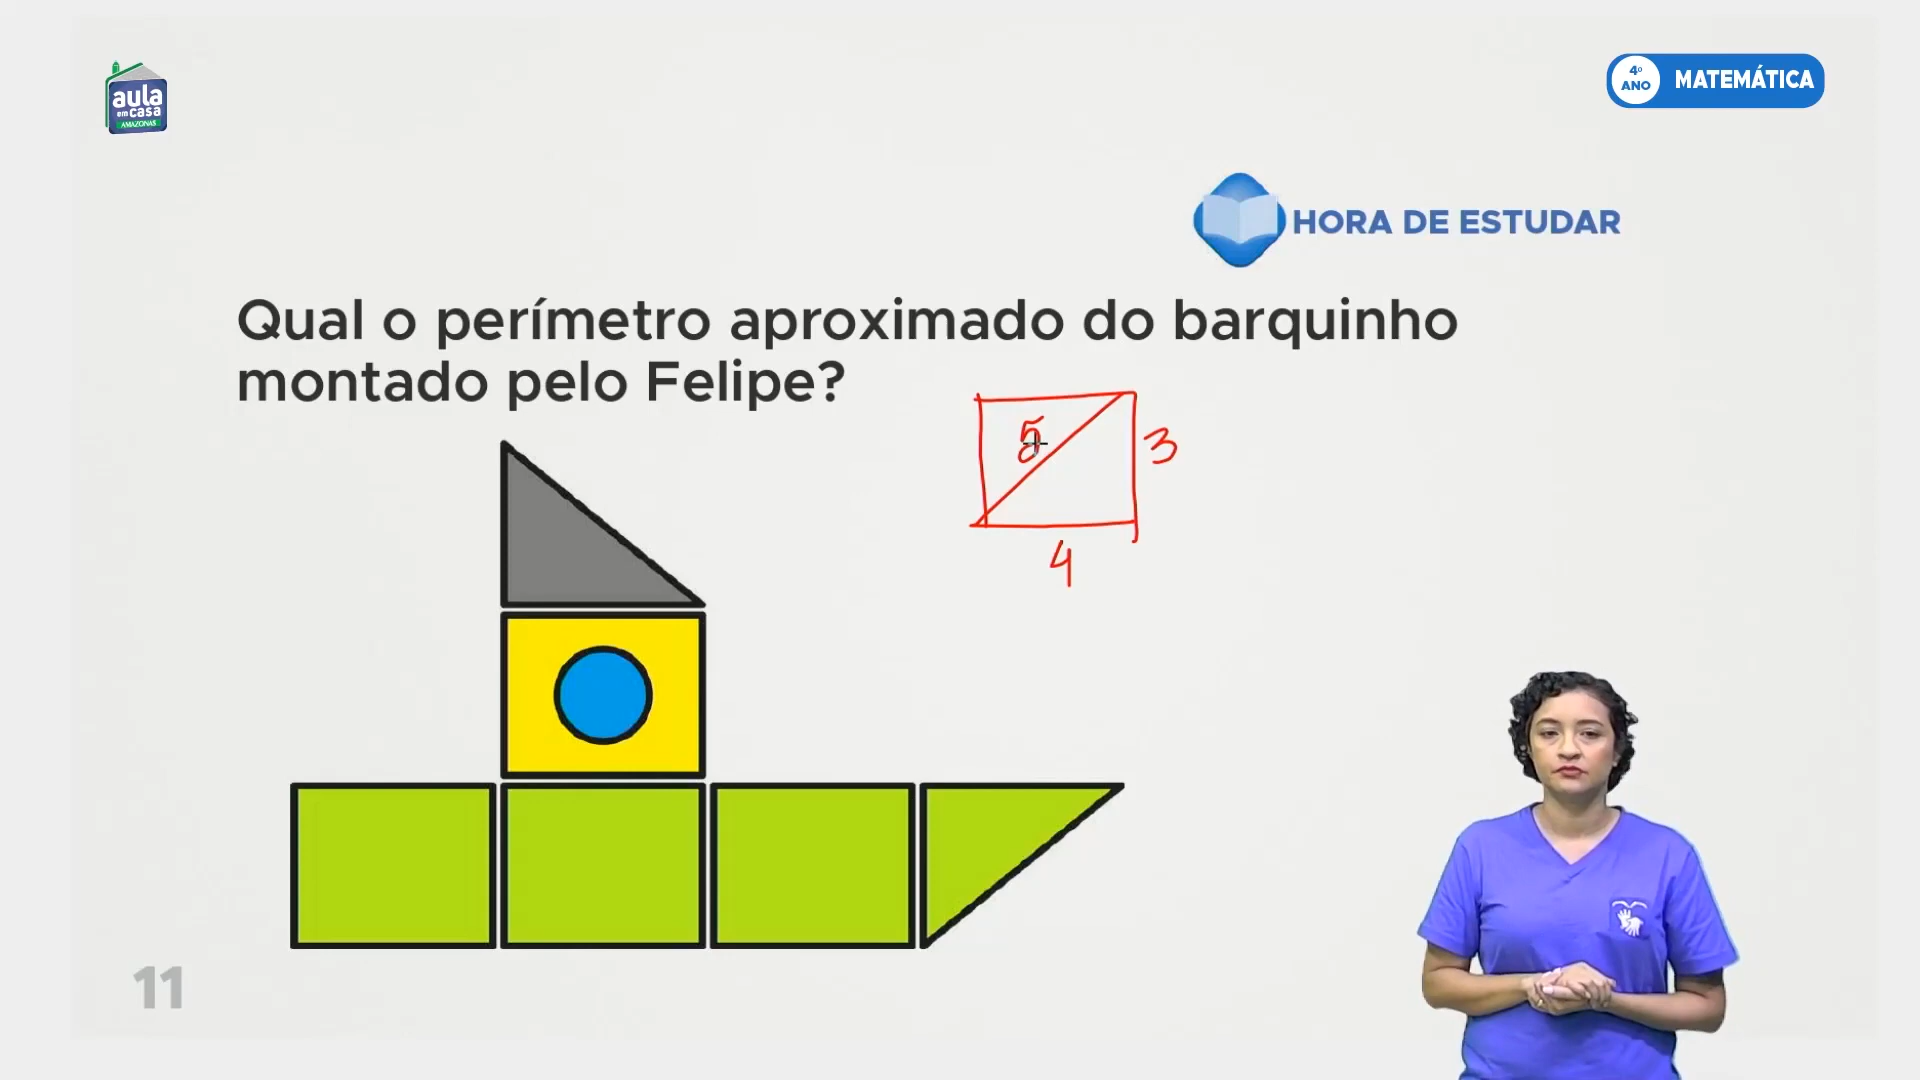 aula
em casa
AMAZONAS
4º
ANO
MATEMÁTICA
HORA DE ESTUDAR
Qual o perímetro aproximado do barquinho
montado pelo Felipe?
5
3
4
11